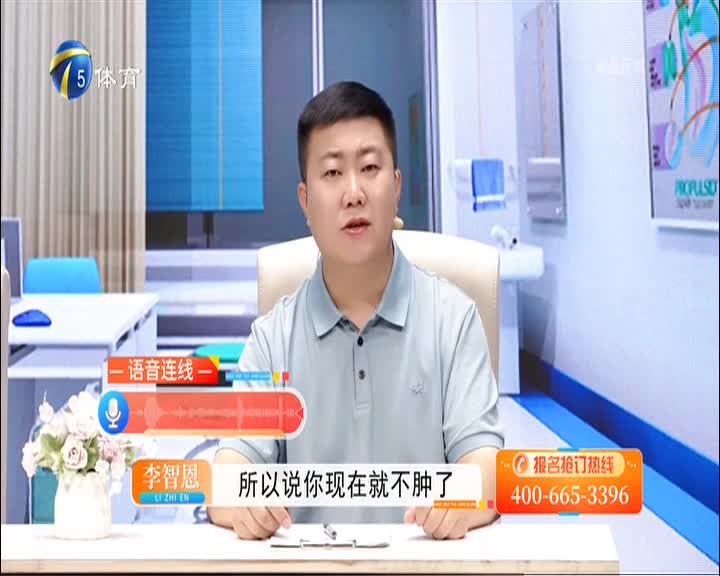 5 体育
PROPULSI
— 语音连线 —
李智恩
LI ZHI EN
所以说你现在就不肿了
报名抢订热线
400-665-3396